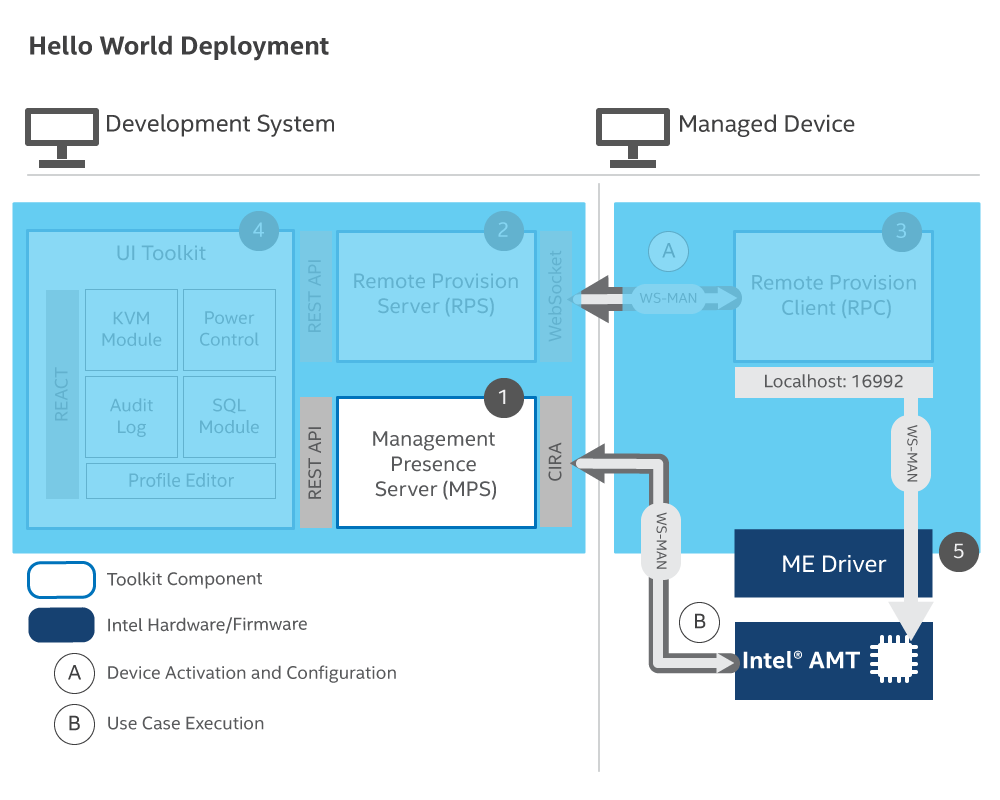 Hello World Deployment
Development System
Managed Device
4
UI Toolkit
REACT
KVM
Module
Power
Control
Audit
Log
SQL
Module
Profile Editor
REST API
2
Remote Provision
Server (RPS)
WebSocket
A
WS-MAN
3
Remote Provision
Client (RPC)
Localhost: 16992
WS-MAN
REST API
1
Management
Presence
Server (MPS)
CIRA
WS-MAN
B
ME Driver
5
Intel® AMT
Toolkit Component
Intel Hardware/Firmware
A
Device Activation and Configuration
B
Use Case Execution